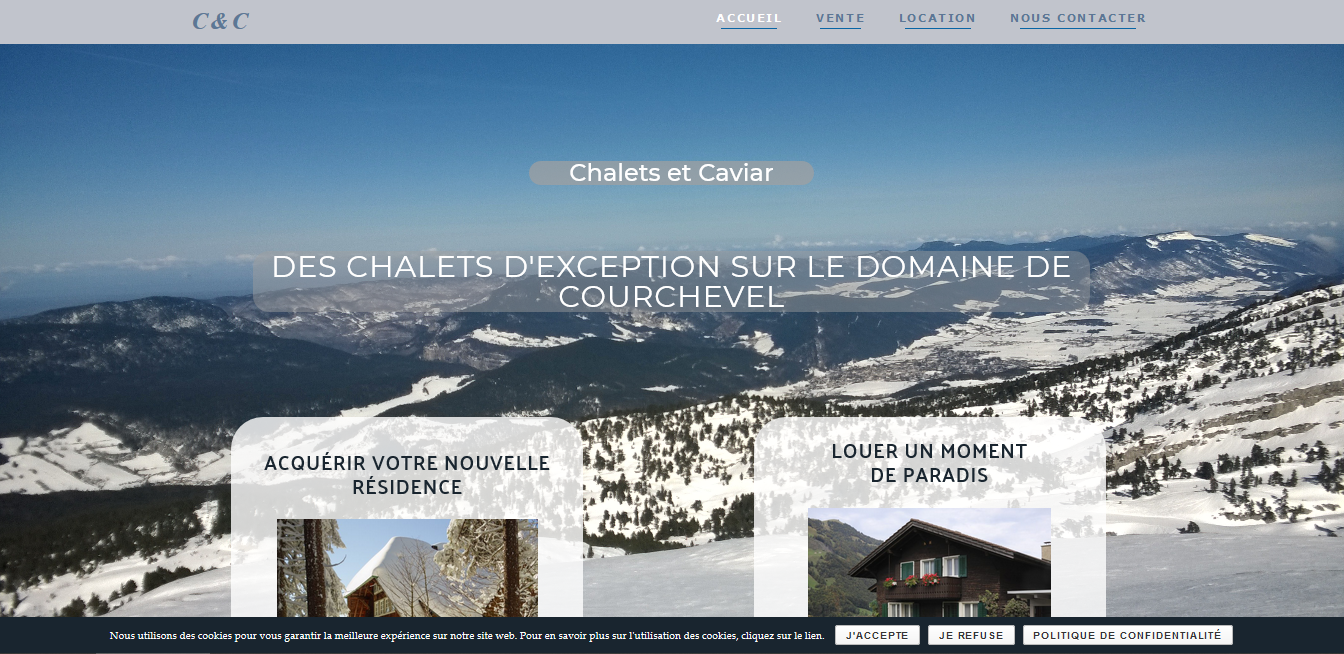 C & C
ACCUEIL VENTE LOCATION NOUS CONTACTER
Chalets et Caviar
DES CHALETS D'EXCEPTION SUR LE DOMAINE DE
COURCHEVEL
ACQUÉRIR VOTRE NOUVELLE
RÉSIDENCE
LOUER UN MOMENT
DE PARADIS
Nous utilisons des cookies pour vous garantir la meilleure expérience sur notre site web. Pour en savoir plus sur l'utilisation des cookies, cliquez sur le lien. J'ACCEPTE JE REFUSE POLITIQUE DE CONFIDENTIALITÉ